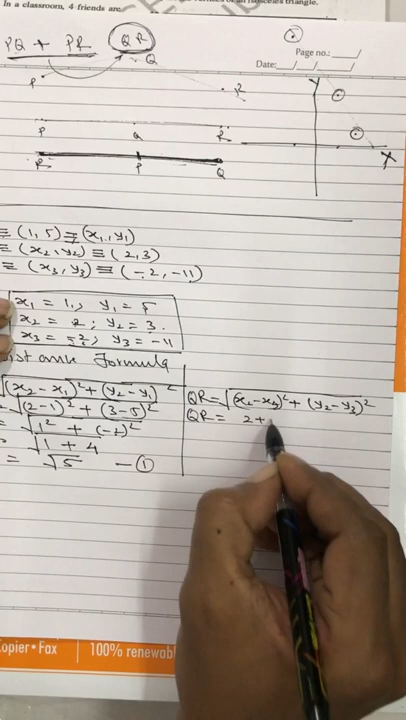 In a classroom, 4 friends are
isosceles triangle.
PQ + PR QR
Q
P R
Page no.:
Date:
Y
P Q R
X
R P Q
≡ (1, 5) ≡ (x₁, y₁)
≡ (x₂, y₂) ≡ (2, 3)
≡ (x₃, y₃) ≡ (-2, -11)
x₁ = 1, y₁ = 5
x₂ = 2; y₂ = 3.
x₃ = -2; y₃ = -11
Formula
√(x₂-x₁)² + (y₂-y₁)²
√(2-1)² + (3-5)²
= √1² + (-2)²
√1 + 4
= √5 — ①
QR = √(x₂-x₃)² + (y₂-y₃)²
QR = 2+
Copier • Fax 100% renewabl